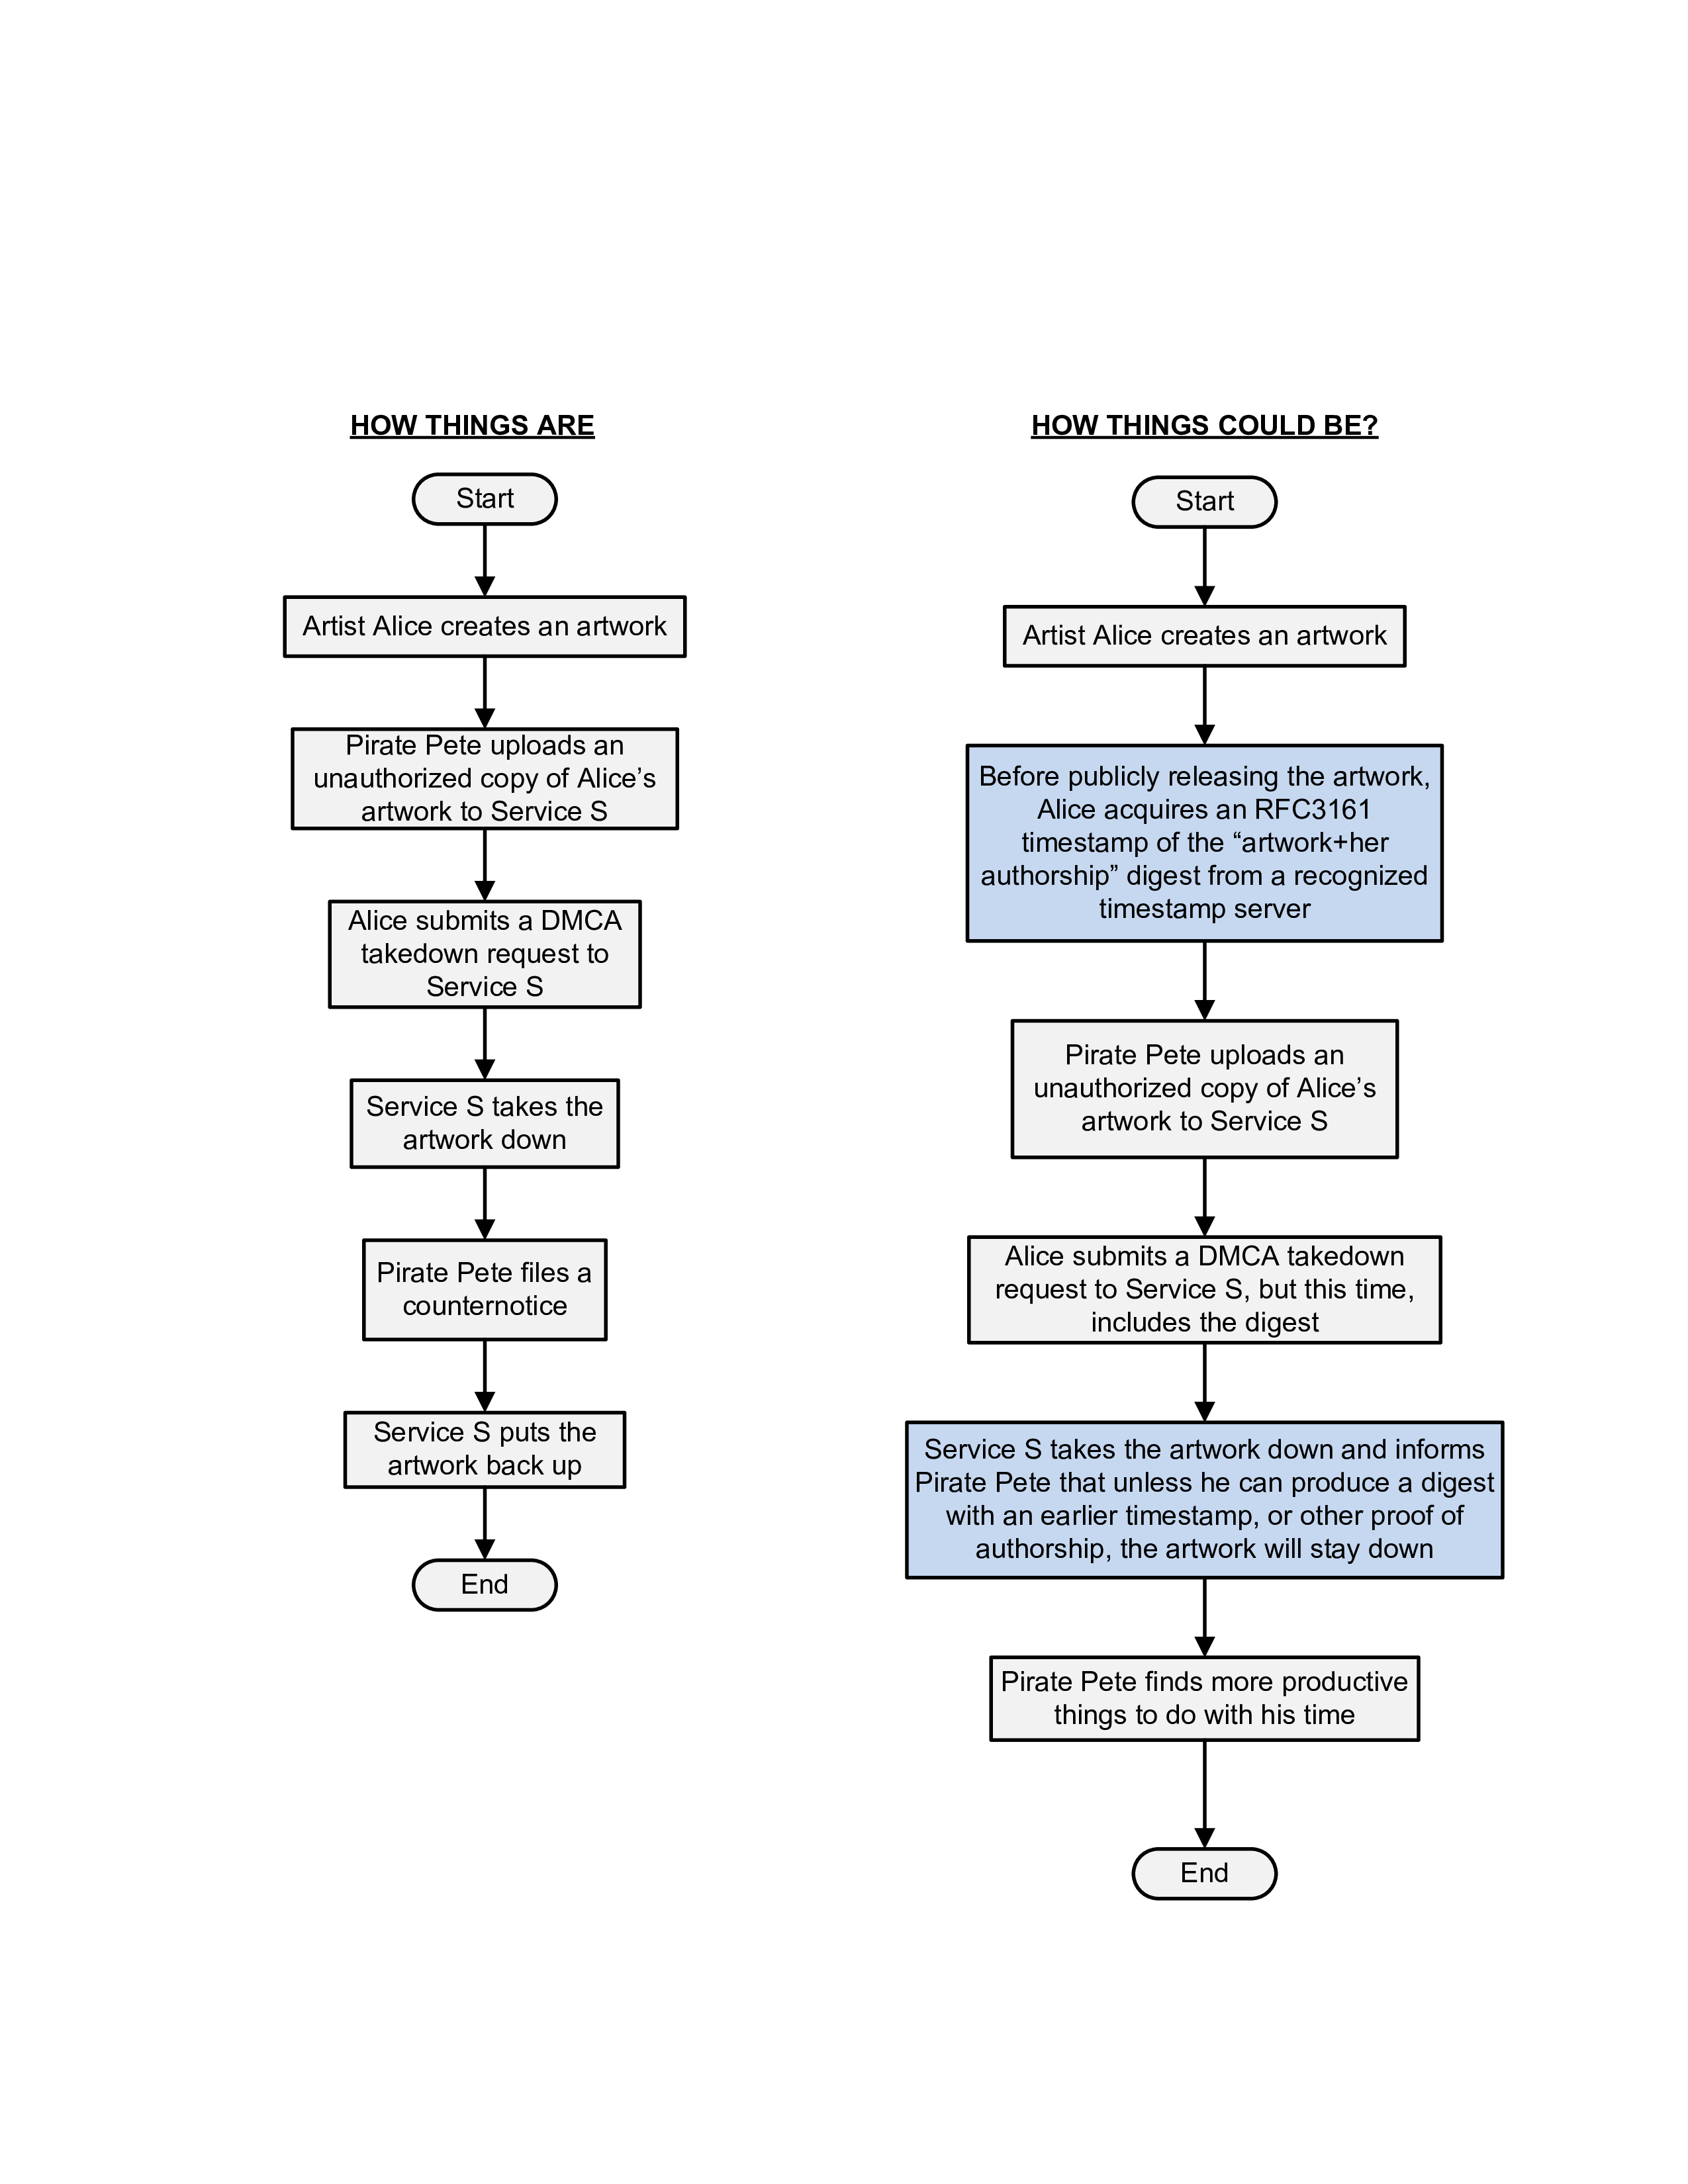 HOW THINGS ARE
Start
Artist Alice creates an artwork
Pirate Pete uploads an
unauthorized copy of Alice’s
artwork to Service S
Alice submits a DMCA
takedown request to
Service S
Service S takes the
artwork down
Pirate Pete files a
counternotice
Service S puts the
artwork back up
End
HOW THINGS COULD BE?
Start
Artist Alice creates an artwork
Before publicly releasing the artwork,
Alice acquires an RFC3161
timestamp of the “artwork+her
authorship” digest from a recognized
timestamp server
Pirate Pete uploads an
unauthorized copy of Alice’s
artwork to Service S
Alice submits a DMCA takedown
request to Service S, but this time,
includes the digest
Service S takes the artwork down and informs
Pirate Pete that unless he can produce a digest
with an earlier timestamp, or other proof of
authorship, the artwork will stay down
Pirate Pete finds more productive
things to do with his time
End